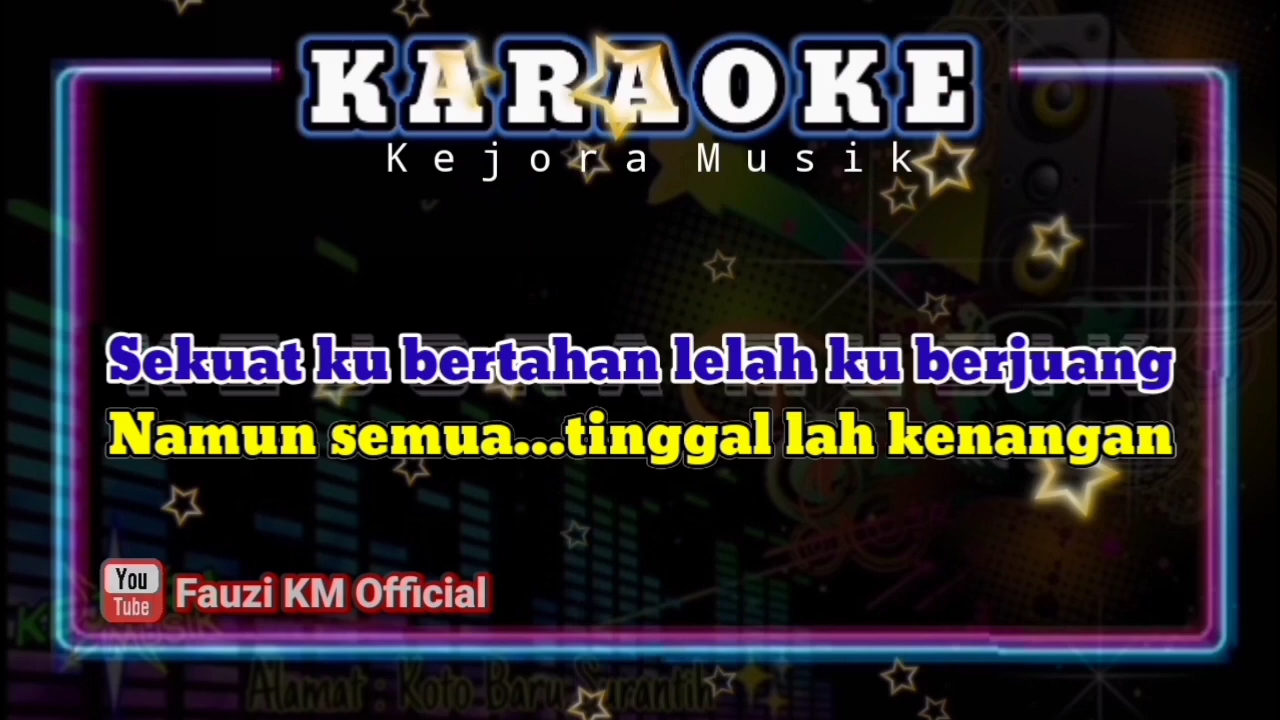 KARAOKE
Kejora Musik
Sekuat ku bertahan lelah ku berjuang
Namun semua...tinggal lah kenangan
You
Tube
Fauzi KM Official
Alamat : Koto Baru Surantih